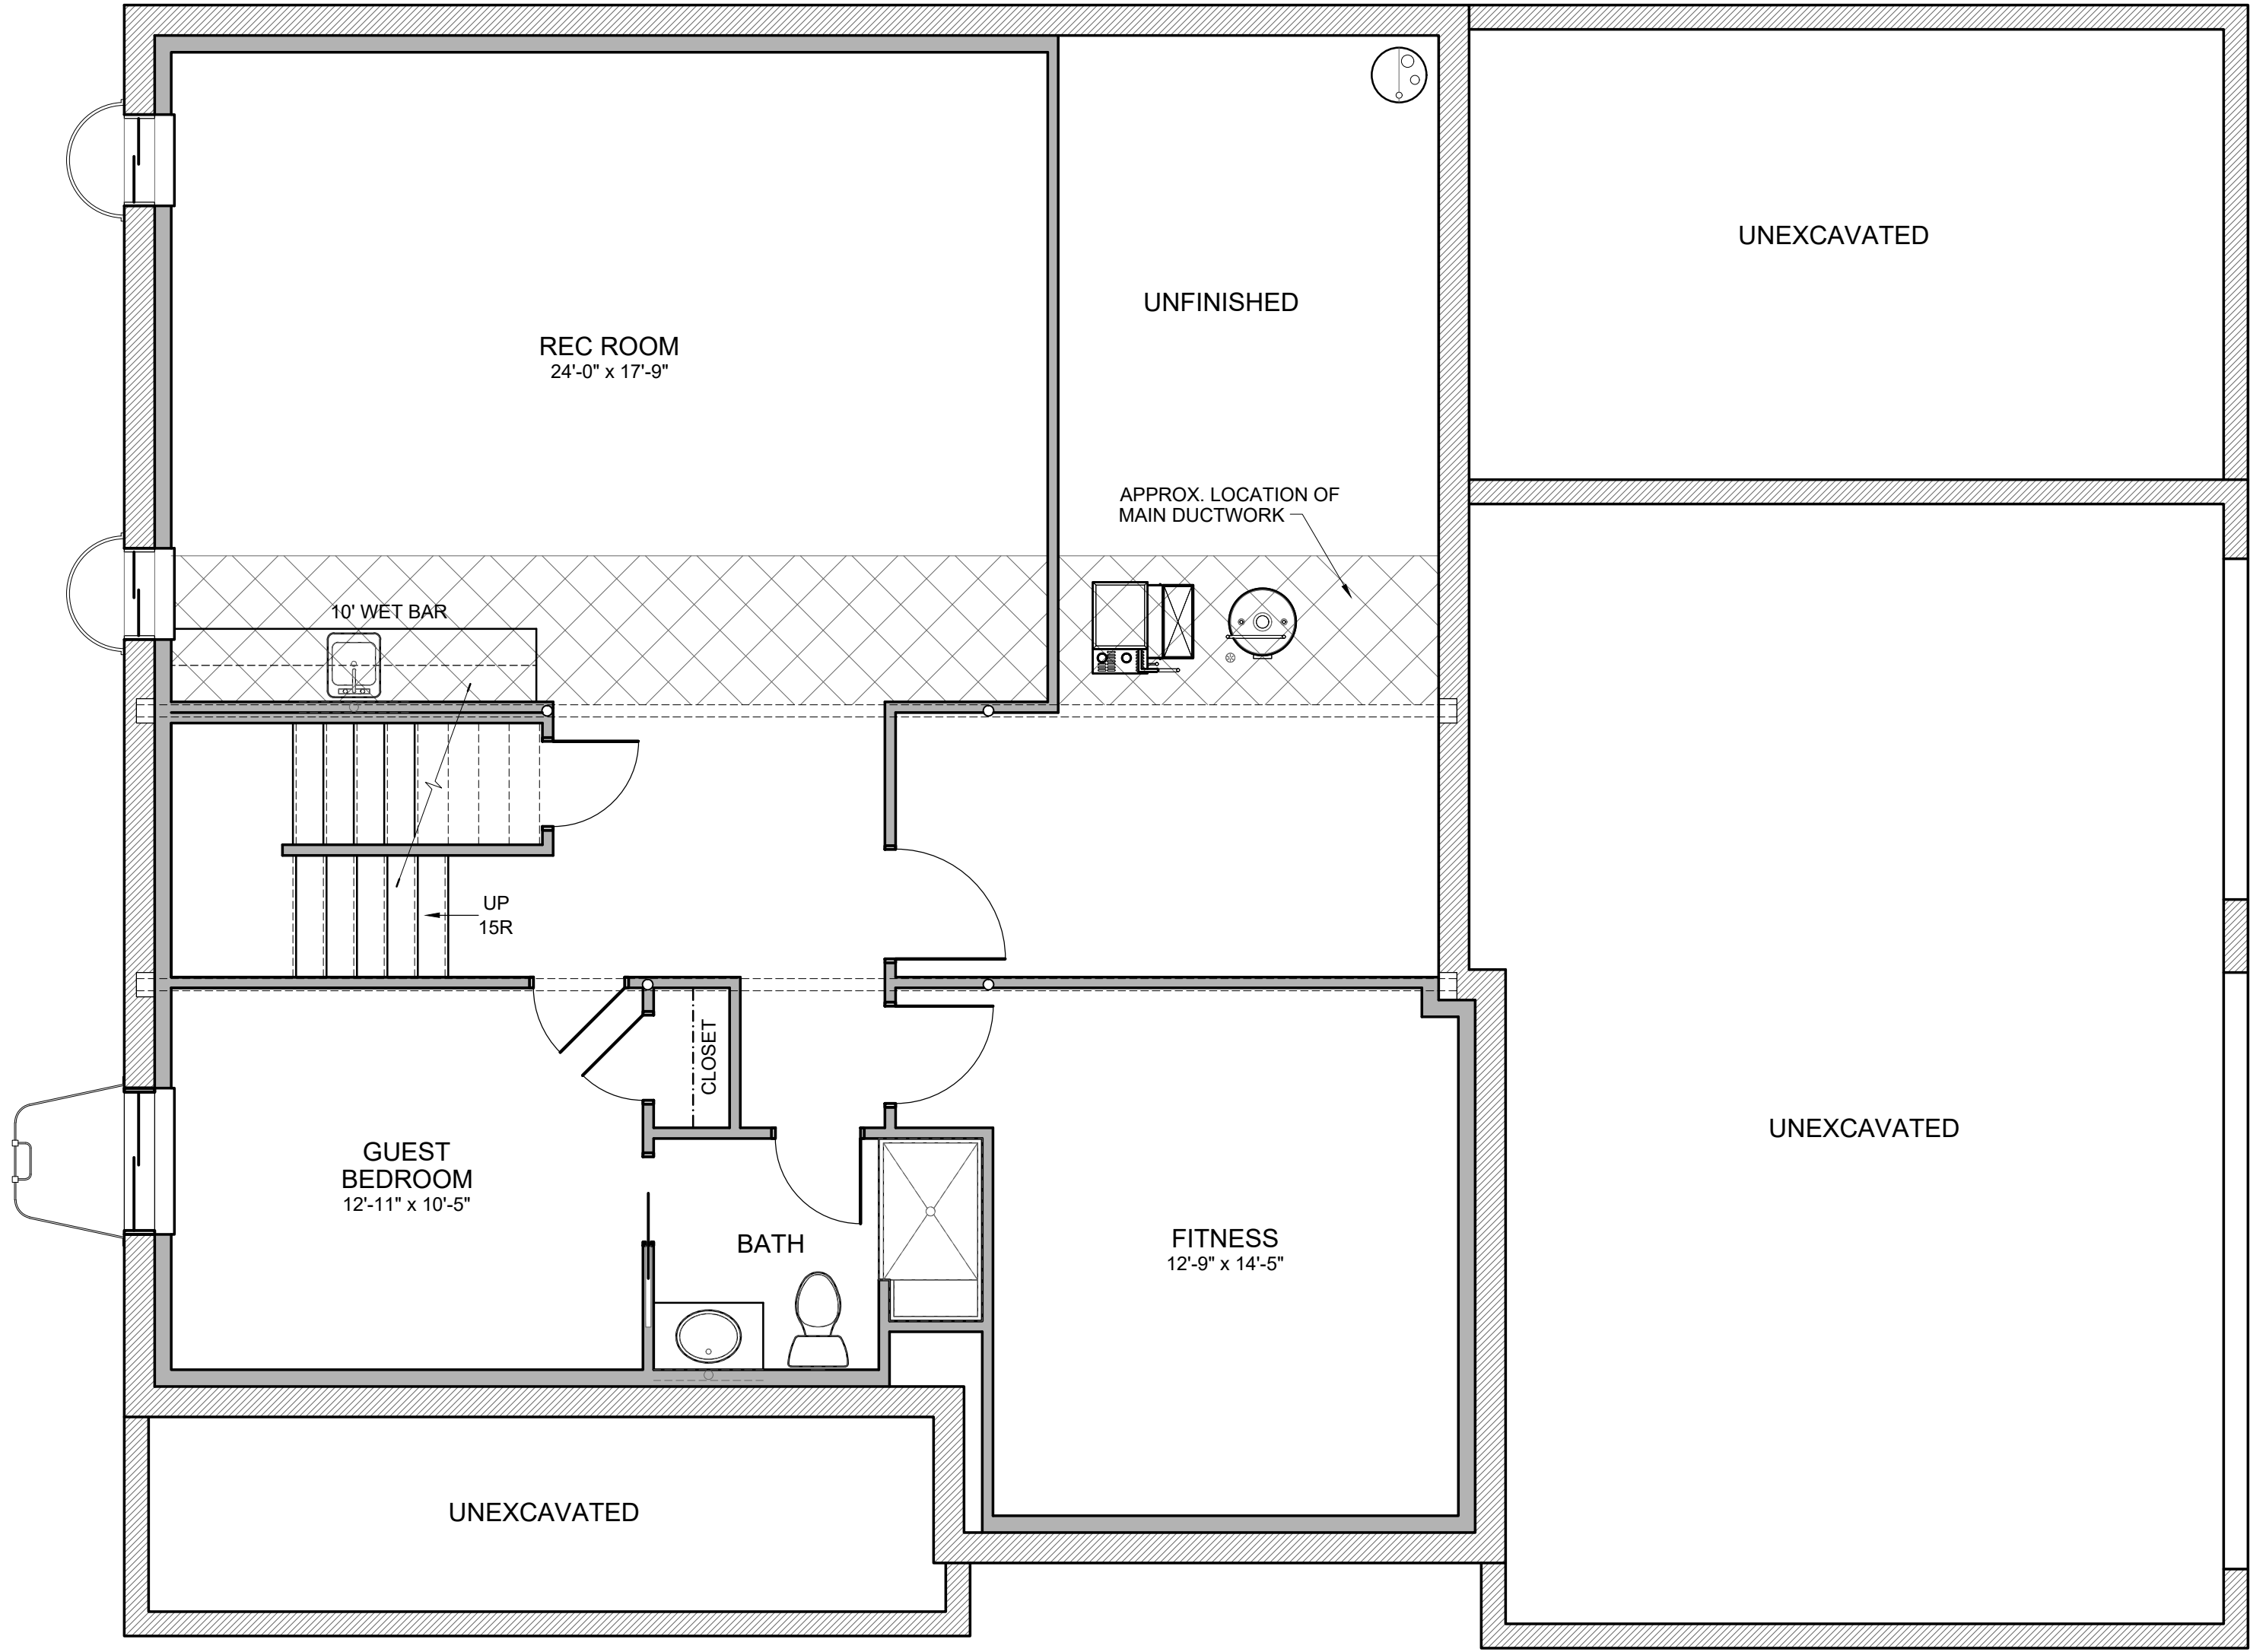 UNEXCAVATED
UNFINISHED
REC ROOM
24'-0" x 17'-9"
APPROX. LOCATION OF
MAIN DUCTWORK
10' WET BAR
UP
15R
CLOSET
GUEST
BEDROOM
12'-11" x 10'-5"
BATH
FITNESS
12'-9" x 14'-5"
UNEXCAVATED
UNEXCAVATED